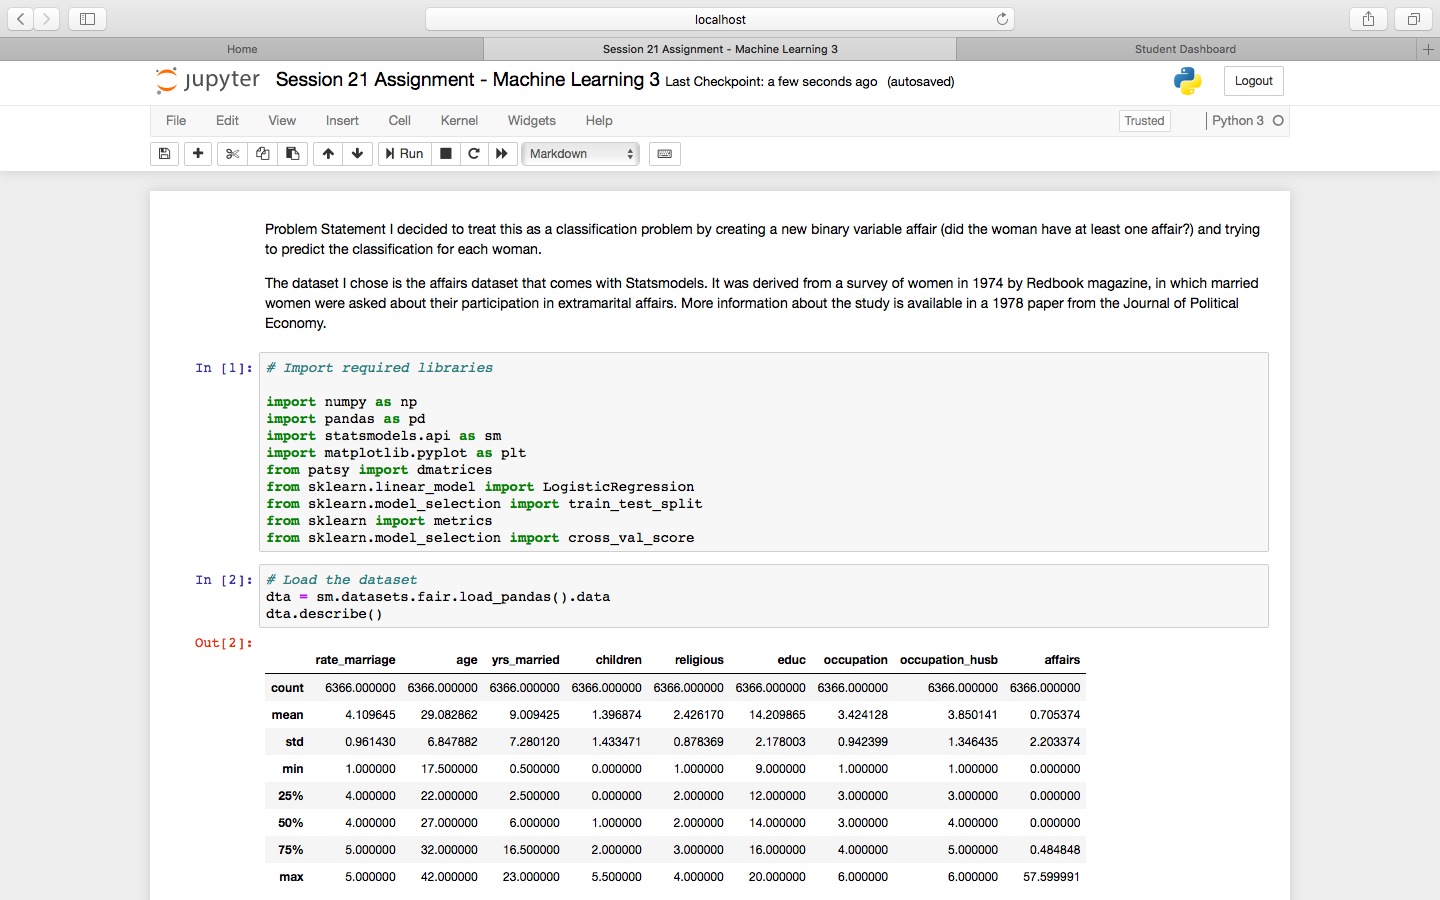 localhost
Home Session 21 Assignment - Machine Learning 3 Student Dashboard
jupyter Session 21 Assignment - Machine Learning 3 Last Checkpoint: a few seconds ago (autosaved) Logout
File Edit View Insert Cell Kernel Widgets Help Trusted Python 3
Run Markdown
Problem Statement I decided to treat this as a classification problem by creating a new binary variable affair (did the woman have at least one affair?) and trying
to predict the classification for each woman.
The dataset I chose is the affairs dataset that comes with Statsmodels. It was derived from a survey of women in 1974 by Redbook magazine, in which married
women were asked about their participation in extramarital affairs. More information about the study is available in a 1978 paper from the Journal of Political
Economy.
In [1]: # Import required libraries
import numpy as np
import pandas as pd
import statsmodels.api as sm
import matplotlib.pyplot as plt
from patsy import dmatrices
from sklearn.linear_model import LogisticRegression
from sklearn.model_selection import train_test_split
from sklearn import metrics
from sklearn.model_selection import cross_val_score
In [2]: # Load the dataset
dta = sm.datasets.fair.load_pandas().data
dta.describe()
Out[2]:
rate_marriage age yrs_married children religious educ occupation occupation_husb affairs
count 6366.000000 6366.000000 6366.000000 6366.000000 6366.000000 6366.000000 6366.000000 6366.000000 6366.000000
mean 4.109645 29.082862 9.009425 1.396874 2.426170 14.209865 3.424128 3.850141 0.705374
std 0.961430 6.847882 7.280120 1.433471 0.878369 2.178003 0.942399 1.346435 2.203374
min 1.000000 17.500000 0.500000 0.000000 1.000000 9.000000 1.000000 1.000000 0.000000
25% 4.000000 22.000000 2.500000 0.000000 2.000000 12.000000 3.000000 3.000000 0.000000
50% 4.000000 27.000000 6.000000 1.000000 2.000000 14.000000 3.000000 4.000000 0.000000
75% 5.000000 32.000000 16.500000 2.000000 3.000000 16.000000 4.000000 5.000000 0.484848
max 5.000000 42.000000 23.000000 5.500000 4.000000 20.000000 6.000000 6.000000 57.599991